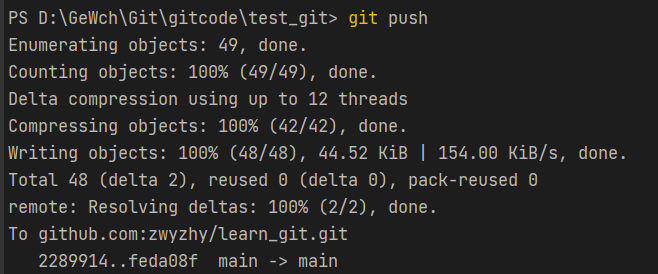 PS D:\GeWch\Git\gitcode\test_git> git push
Enumerating objects: 49, done.
Counting objects: 100% (49/49), done.
Delta compression using up to 12 threads
Compressing objects: 100% (42/42), done.
Writing objects: 100% (48/48), 44.52 KiB | 154.00 KiB/s, done.
Total 48 (delta 2), reused 0 (delta 0), pack-reused 0
remote: Resolving deltas: 100% (2/2), done.
To github.com:zwyzhy/learn_git.git
   2289914..feda08f  main -> main